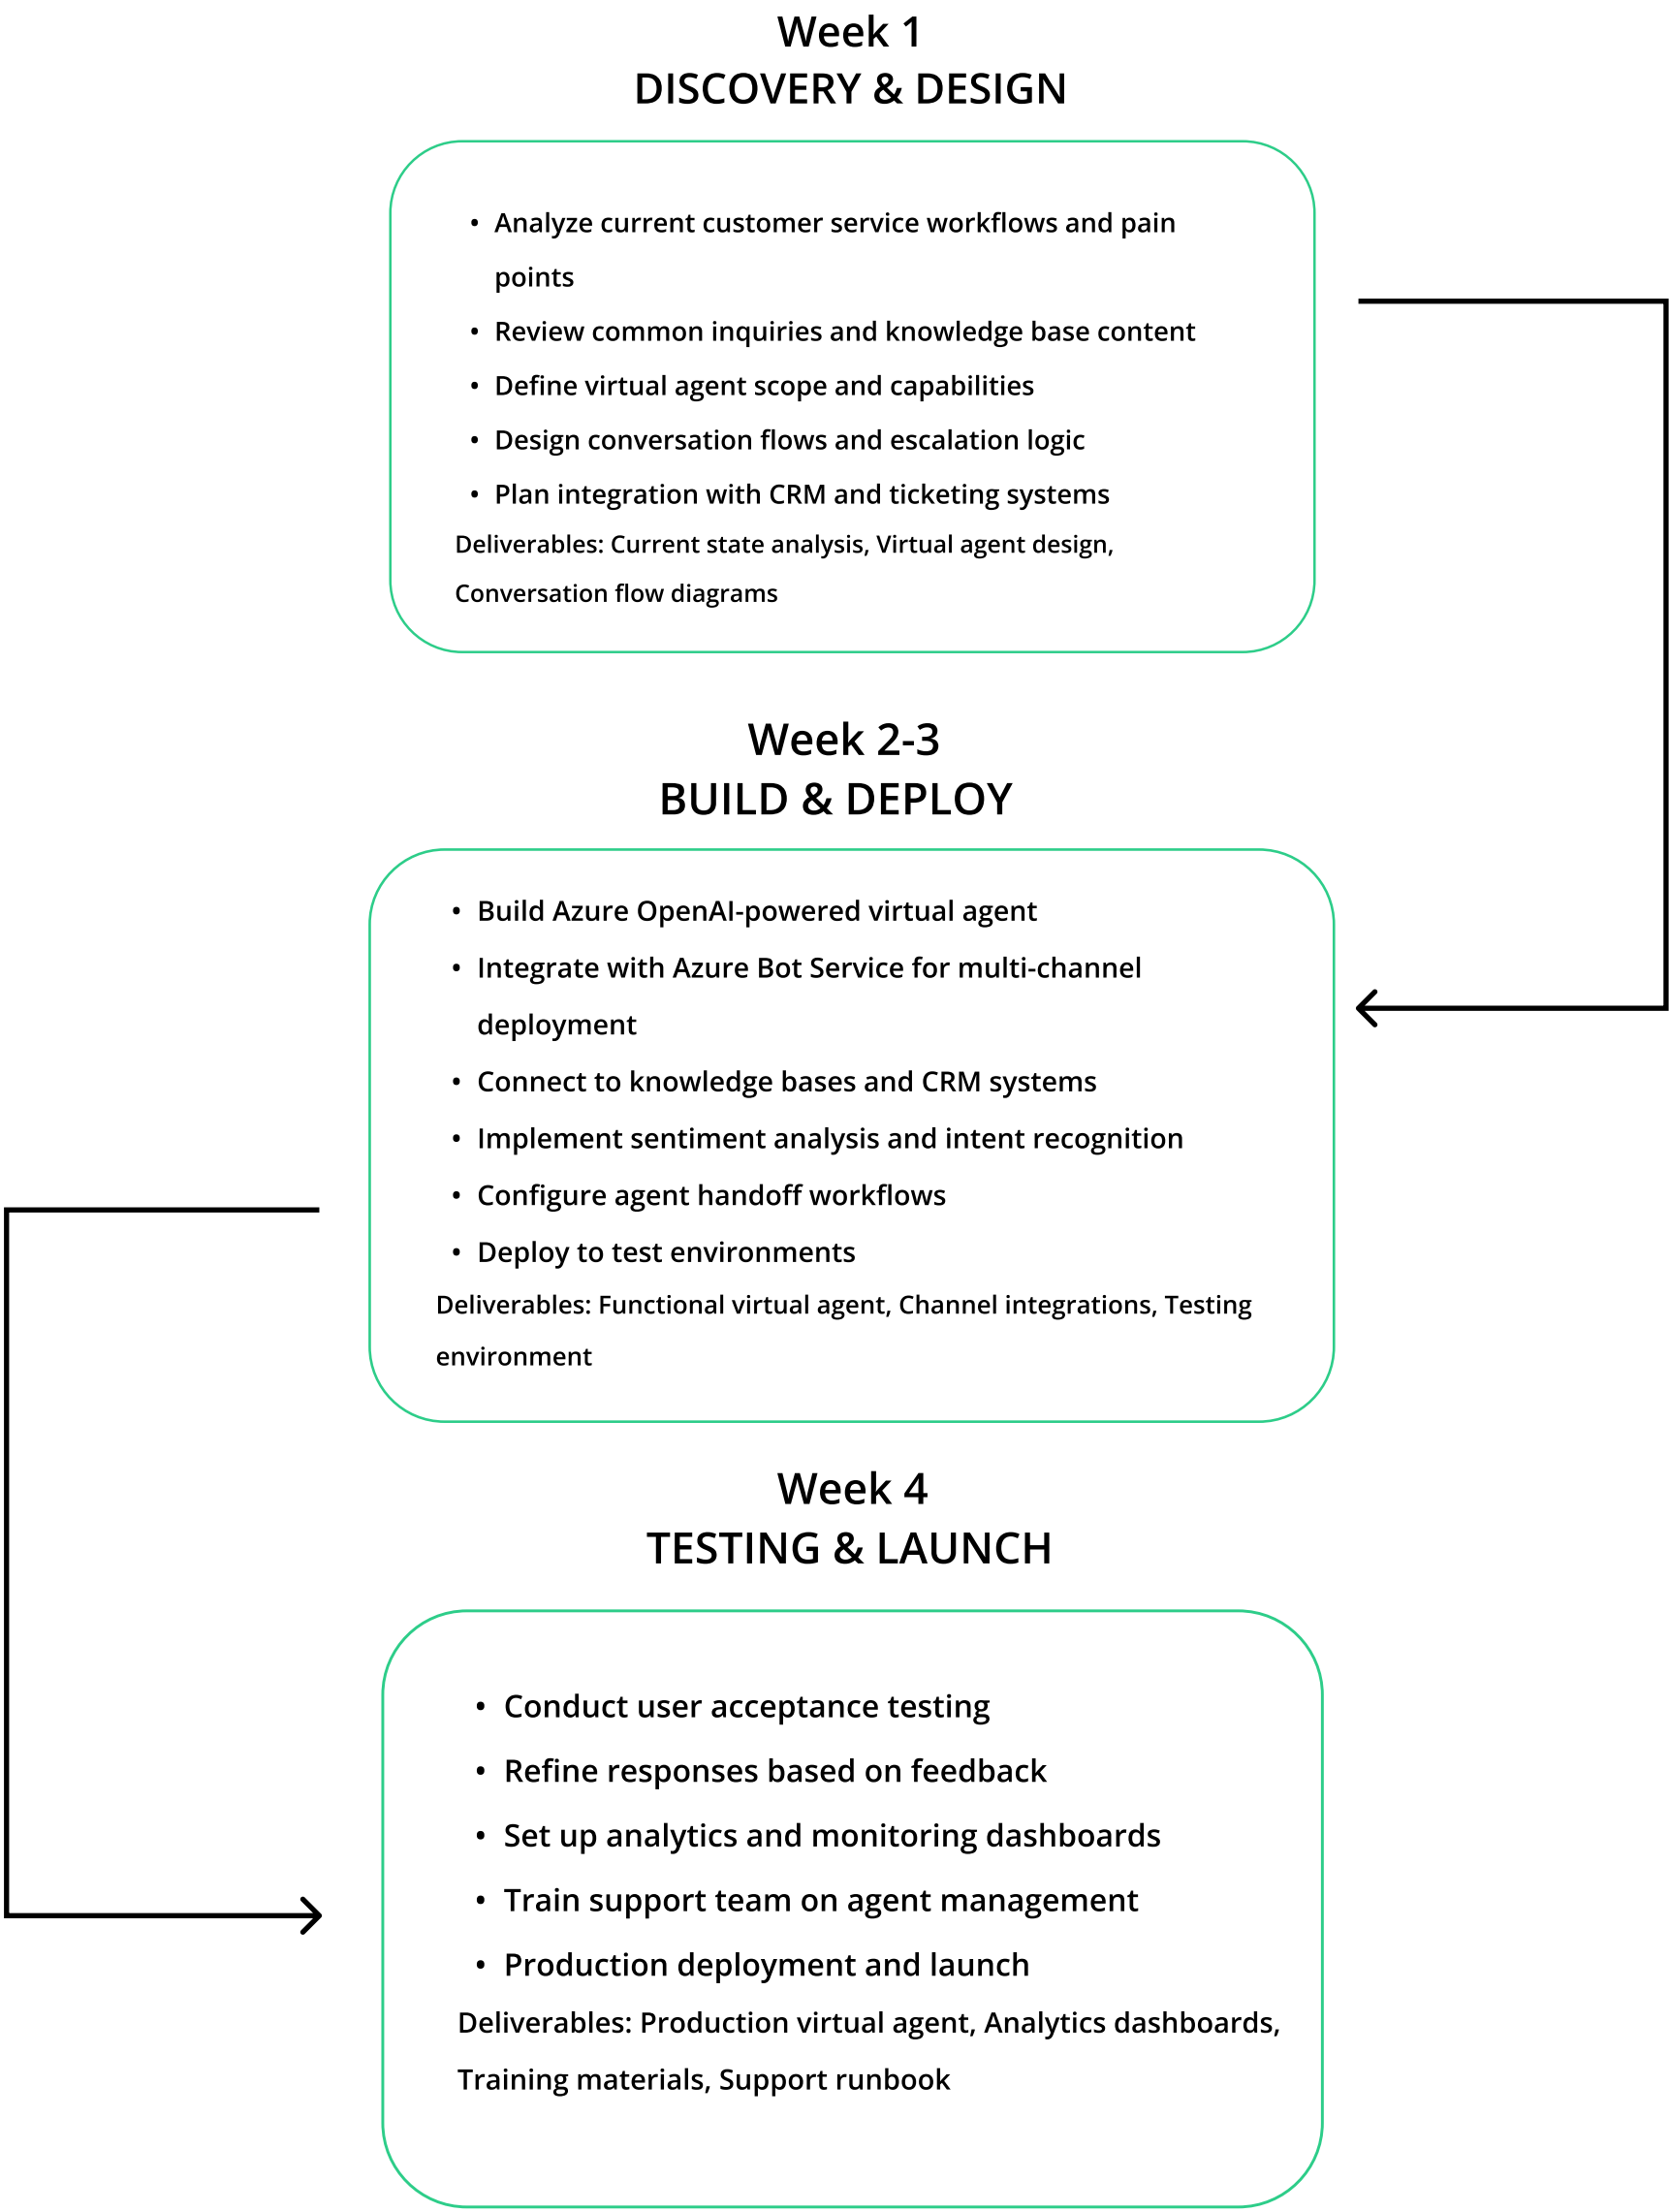 Week 1
DISCOVERY & DESIGN
• Analyze current customer service workflows and pain
points
• Review common inquiries and knowledge base content
• Define virtual agent scope and capabilities
• Design conversation flows and escalation logic
• Plan integration with CRM and ticketing systems
Deliverables: Current state analysis, Virtual agent design,
Conversation flow diagrams
Week 2-3
BUILD & DEPLOY
• Build Azure OpenAI-powered virtual agent
• Integrate with Azure Bot Service for multi-channel
deployment
• Connect to knowledge bases and CRM systems
• Implement sentiment analysis and intent recognition
• Configure agent handoff workflows
• Deploy to test environments
Deliverables: Functional virtual agent, Channel integrations, Testing
environment
Week 4
TESTING & LAUNCH
• Conduct user acceptance testing
• Refine responses based on feedback
• Set up analytics and monitoring dashboards
• Train support team on agent management
• Production deployment and launch
Deliverables: Production virtual agent, Analytics dashboards,
Training materials, Support runbook